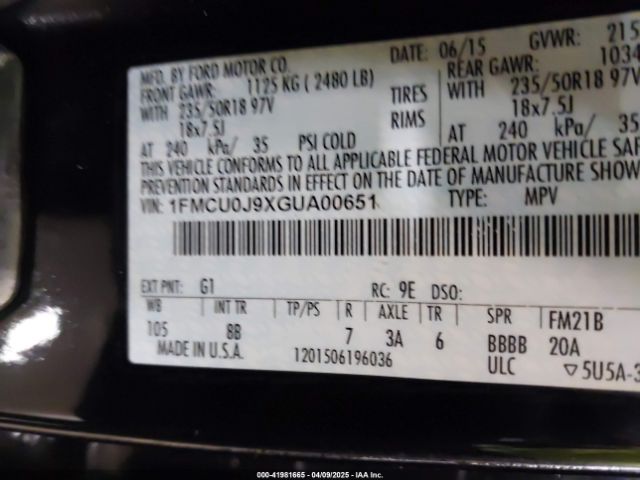 MFD. BY FORD MOTOR CO. DATE: 06/15 GVWR: 215
FRONT GAWR: 1125 KG ( 2480 LB) REAR GAWR: 1034
WITH 235/50R18 97V TIRES WITH 235/50R18 97V
18x7.5J RIMS 18x7.5J
AT 240 kPa/ 35 PSI COLD AT 240 kPa/ 35
THIS VEHICLE CONFORMS TO ALL APPLICABLE FEDERAL MOTOR VEHICLE SAF
PREVENTION STANDARDS IN EFFECT ON THE DATE OF MANUFACTURE SHOW
VIN: 1FMCU0J9XGUA00651 TYPE: MPV
EXT PNT: G1 RC: 9E DSO:
WB INT TR TP/PS R AXLE TR SPR FM21B
105 8B 7 3A 6 BBBB 20A
MADE IN U.S.A. 1201506196036 ULC ▽5U5A-3
000-41981665 - 04/09/2025 - IAA Inc.